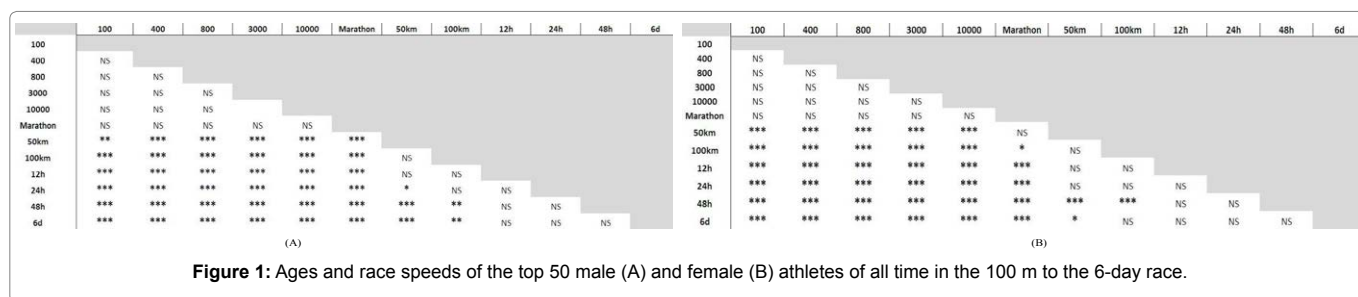 100 400 800 3000 10000 Marathon 50km 100km 12h 24h 48h 6d
100
400 NS
800 NS NS
3000 NS NS NS
10000 NS NS NS
Marathon NS NS NS NS NS
50km ** *** *** *** *** ***
100km *** *** *** *** *** *** NS
12h *** *** *** *** *** *** NS NS
24h *** *** *** *** *** *** * NS NS
48h *** *** *** *** *** *** *** ** NS NS
6d *** *** *** *** *** *** *** ** NS NS NS
(A)
100 400 800 3000 10000 Marathon 50km 100km 12h 24h 48h 6d
100
400 NS
800 NS NS
3000 NS NS NS
10000 NS NS NS NS
Marathon NS NS NS NS NS
50km *** *** *** *** *** NS
100km *** *** *** *** *** * NS
12h *** *** *** *** *** *** NS NS
24h *** *** *** *** *** *** NS NS NS
48h *** *** *** *** *** *** *** *** NS NS
6d *** *** *** *** *** *** * NS NS NS NS
(B)
Figure 1: Ages and race speeds of the top 50 male (A) and female (B) athletes of all time in the 100 m to the 6-day race.